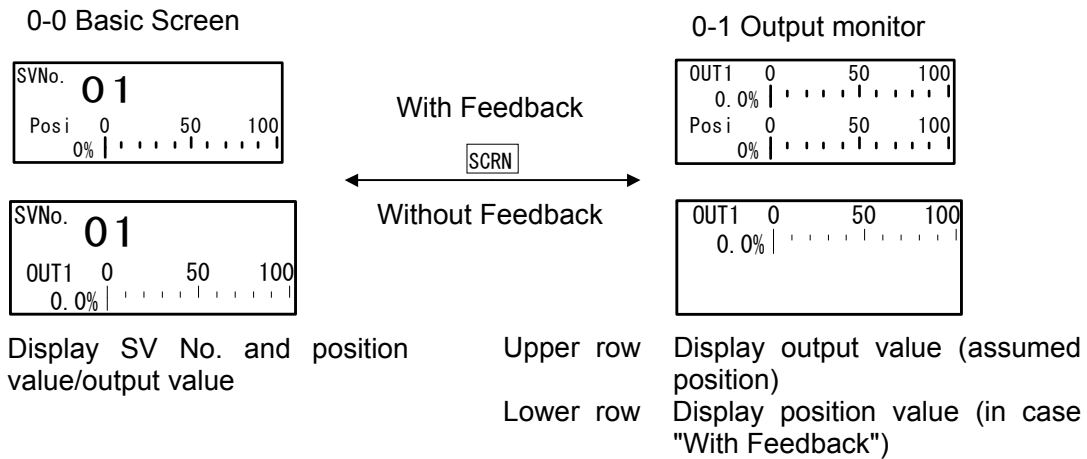 0-0 Basic Screen
SVNo. 01
Posi 0 50 100
0%
SVNo. 01
OUT1 0 50 100
0.0%
Display SV No. and position
value/output value
With Feedback
SCRN
Without Feedback
0-1 Output monitor
OUT1 0 50 100
0.0%
Posi 0 50 100
0%
OUT1 0 50 100
0.0%
Upper row Display output value (assumed
position)
Lower row Display position value (in case
"With Feedback")